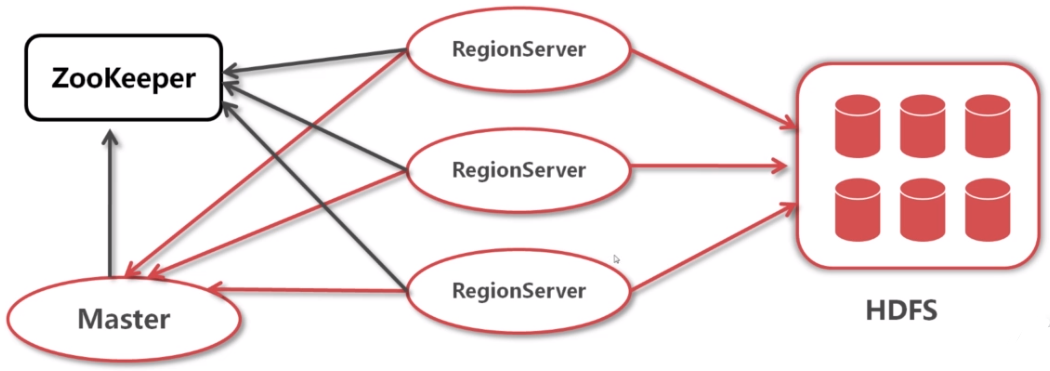 ZooKeeper
RegionServer
RegionServer
RegionServer
Master
HDFS